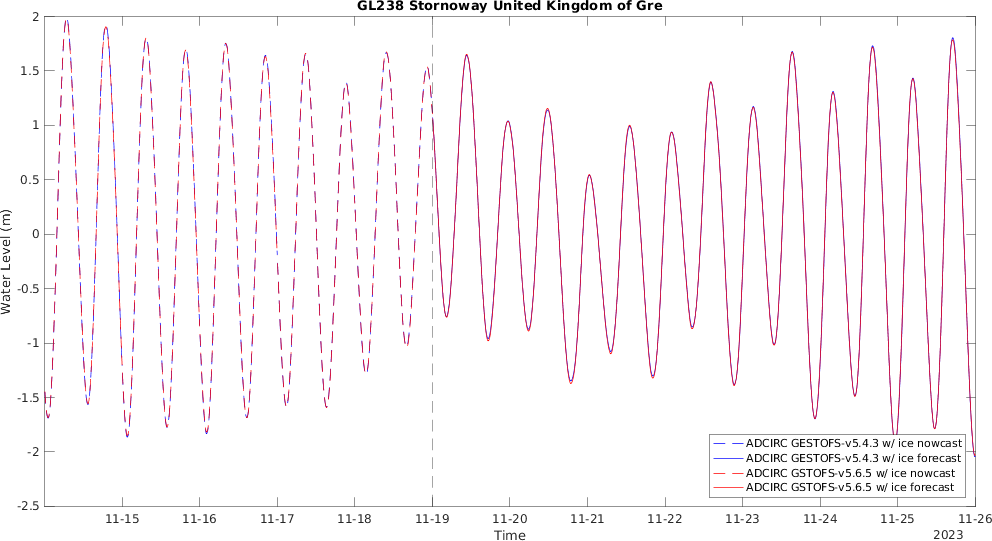 GL238 Stornoway United Kingdom of Gre
Water Level (m)
2
1.5
1
0.5
0
-0.5
-1
-1.5
-2
-2.5
ADCIRC GESTOFS-v5.4.3 w/ ice nowcast
ADCIRC GESTOFS-v5.4.3 w/ ice forecast
ADCIRC GSTOFS-v5.6.5 w/ ice nowcast
ADCIRC GSTOFS-v5.6.5 w/ ice forecast
11-15 11-16 11-17 11-18 11-19 11-20 11-21 11-22 11-23 11-24 11-25 11-26
Time
2023